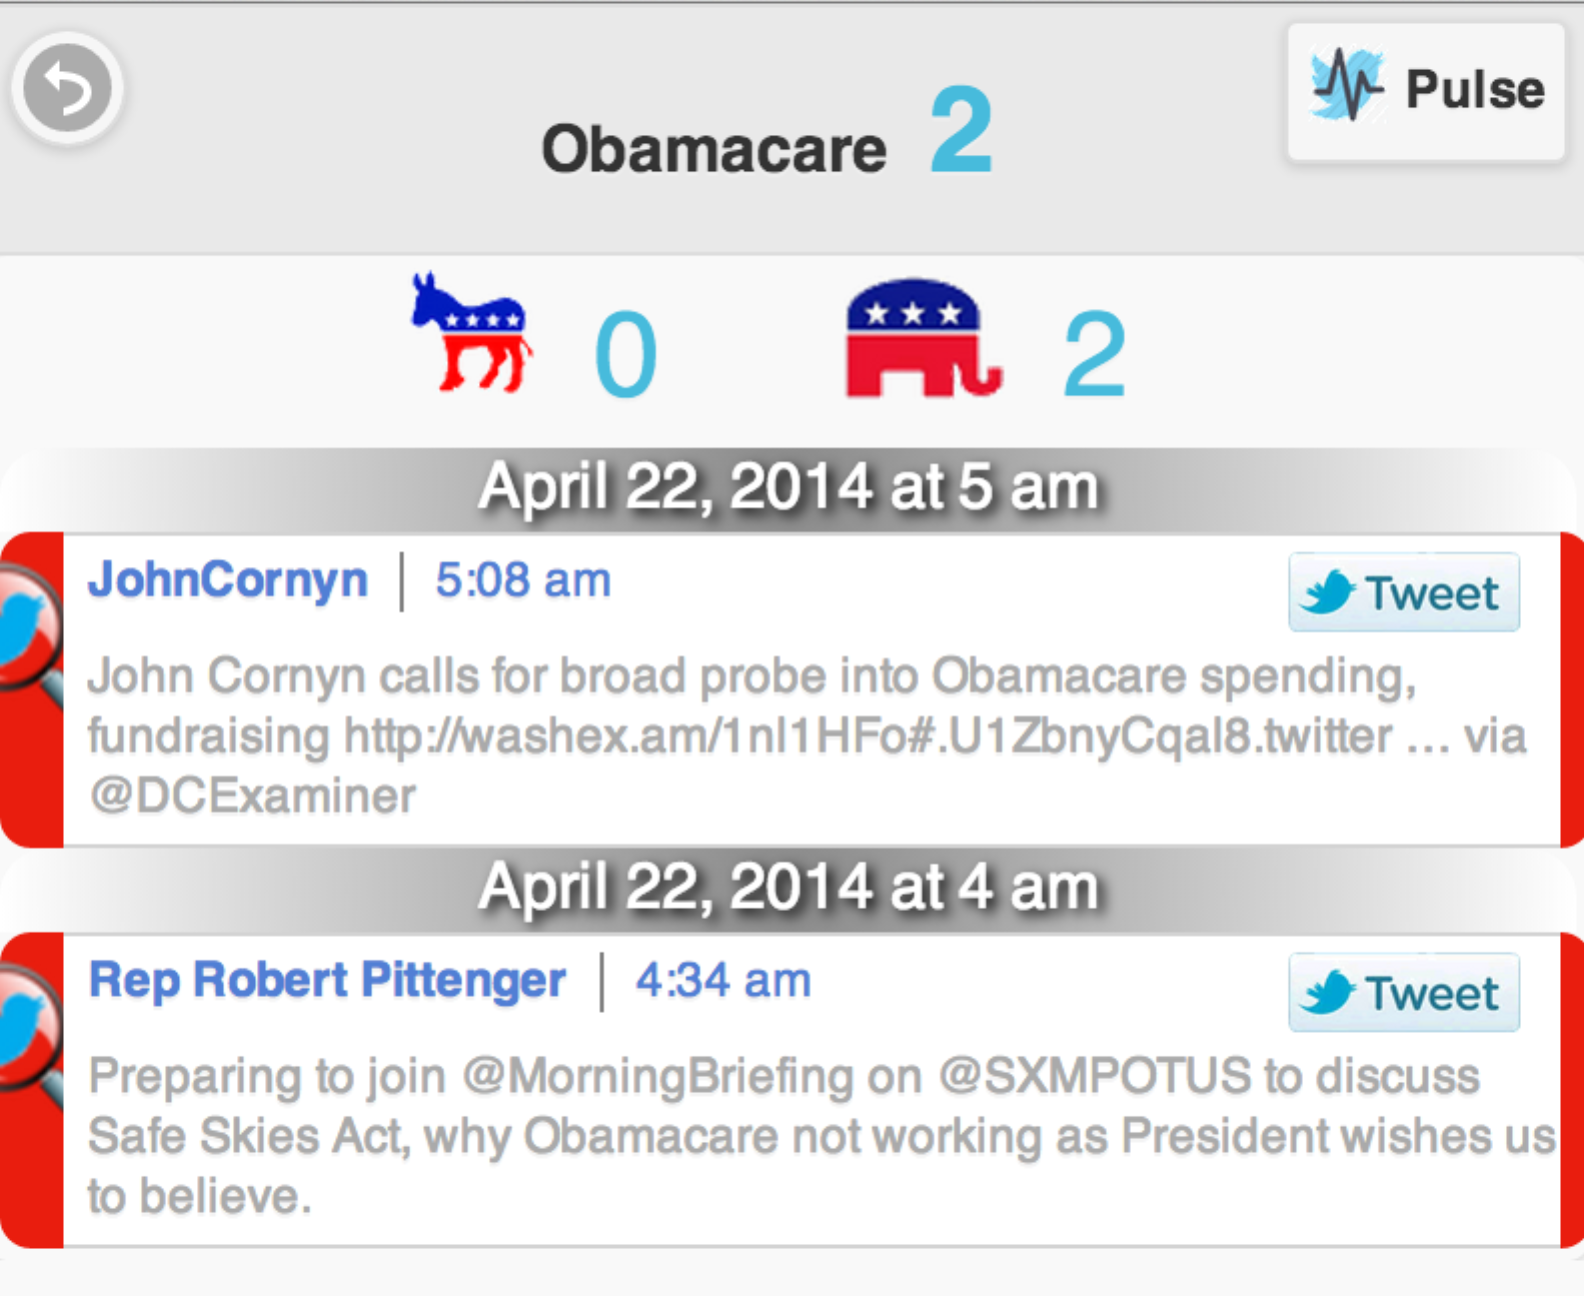 Pulse
Obamacare 2
0 2
April 22, 2014 at 5 am
JohnCornyn | 5:08 am
Tweet
John Cornyn calls for broad probe into Obamacare spending,
fundraising http://washex.am/1nI1HFo#.U1ZbnyCqaI8.twitter ... via
@DCExaminer
April 22, 2014 at 4 am
Rep Robert Pittenger | 4:34 am
Tweet
Preparing to join @MorningBriefing on @SXMPOTUS to discuss
Safe Skies Act, why Obamacare not working as President wishes us
to believe.